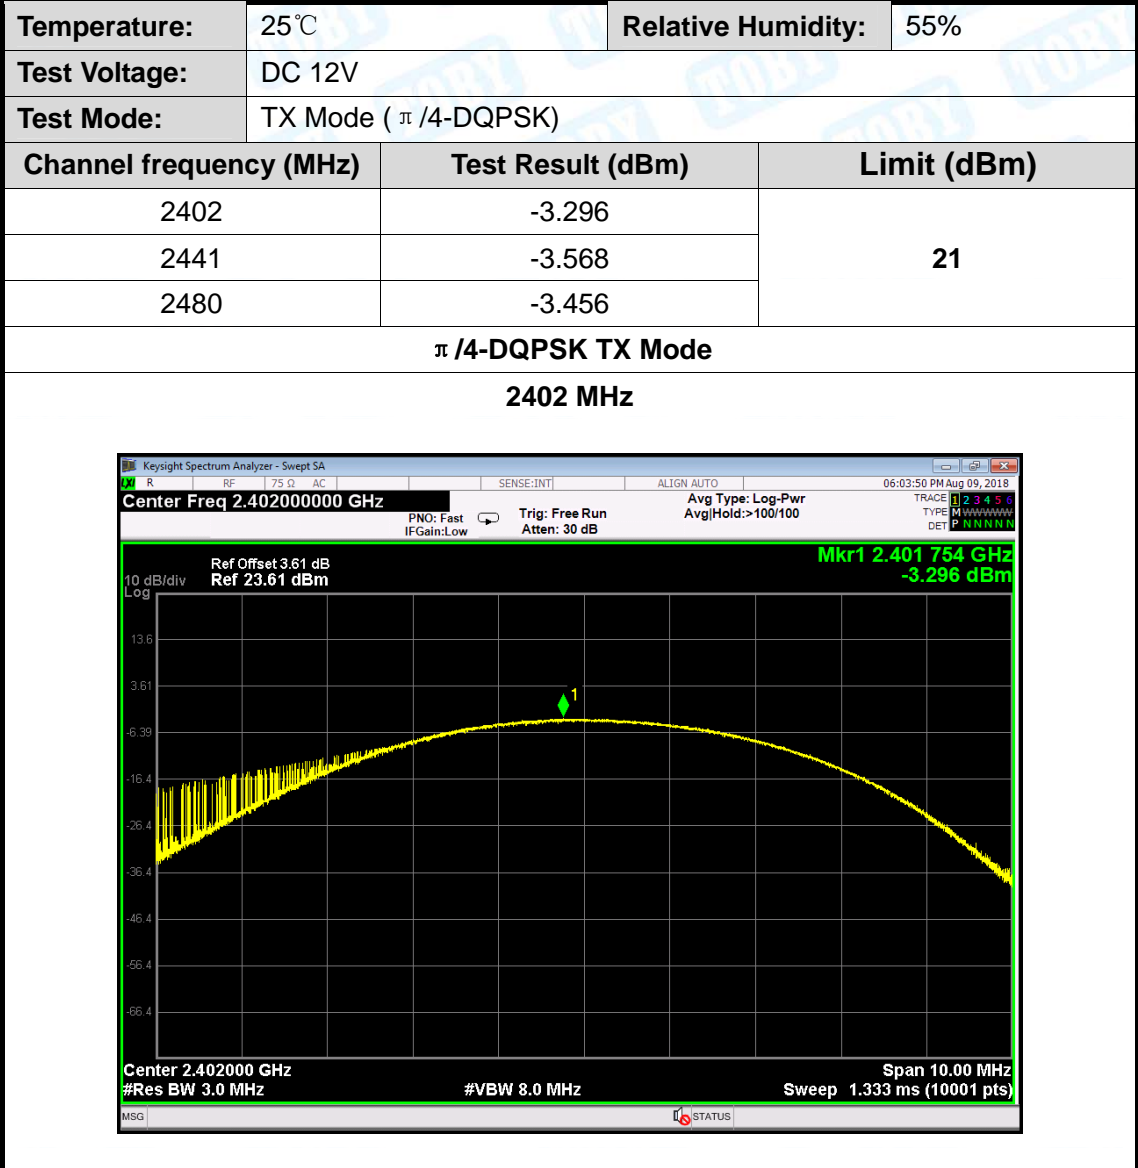 Temperature: 25℃ Relative Humidity: 55%
Test Voltage: DC 12V
Test Mode: TX Mode (π/4-DQPSK)
Channel frequency (MHz) Test Result (dBm) Limit (dBm)
2402 -3.296
2441 -3.568 21
2480 -3.456
π/4-DQPSK TX Mode
2402 MHz
Keysight Spectrum Analyzer - Swept SA
LXI R RF 75 Ω AC SENSE:INT ALIGN AUTO 06:03:50 PM Aug 09, 2018
Center Freq 2.402000000 GHz Avg Type: Log-Pwr TRACE 1 2 3 4 5 6
PNO: Fast Trig: Free Run Avg|Hold:>100/100 TYPE M WWWWW
IFGain:Low Atten: 30 dB DET P N N N N N
Mkr1 2.401 754 GHz
Ref Offset 3.61 dB -3.296 dBm
10 dB/div Ref 23.61 dBm
Log
13.6
3.61
1
-6.39
-16.4
-26.4
-36.4
-46.4
-56.4
-66.4
Center 2.402000 GHz Span 10.00 MHz
#Res BW 3.0 MHz #VBW 8.0 MHz Sweep 1.333 ms (10001 pts)
MSG STATUS
TOBY
TOBY
TOBY
TOBY